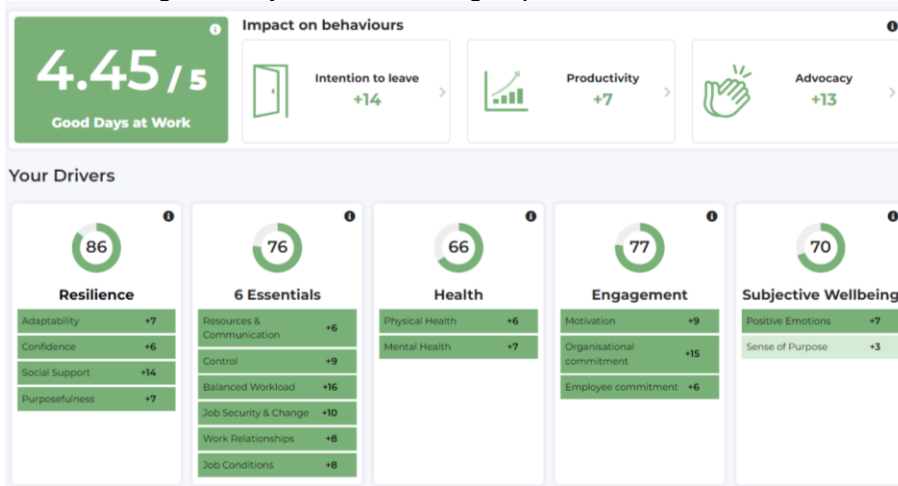 Impact on behaviours
4.45/5
Good Days at Work
Intention to leave
+14
Productivity
+7
Advocacy
+13
Your Drivers
86
Resilience
Adaptability +7
Confidence +6
Social Support +14
Purposefulness +7
76
6 Essentials
Resources &
Communication +6
Control +9
Balanced Workload +16
Job Security & Change +10
Work Relationships +8
Job Conditions +8
66
Health
Physical Health +6
Mental Health +7
77
Engagement
Motivation +9
Organisational
commitment +15
Employee commitment +6
70
Subjective Wellbeing
Positive Emotions +7
Sense of Purpose +3